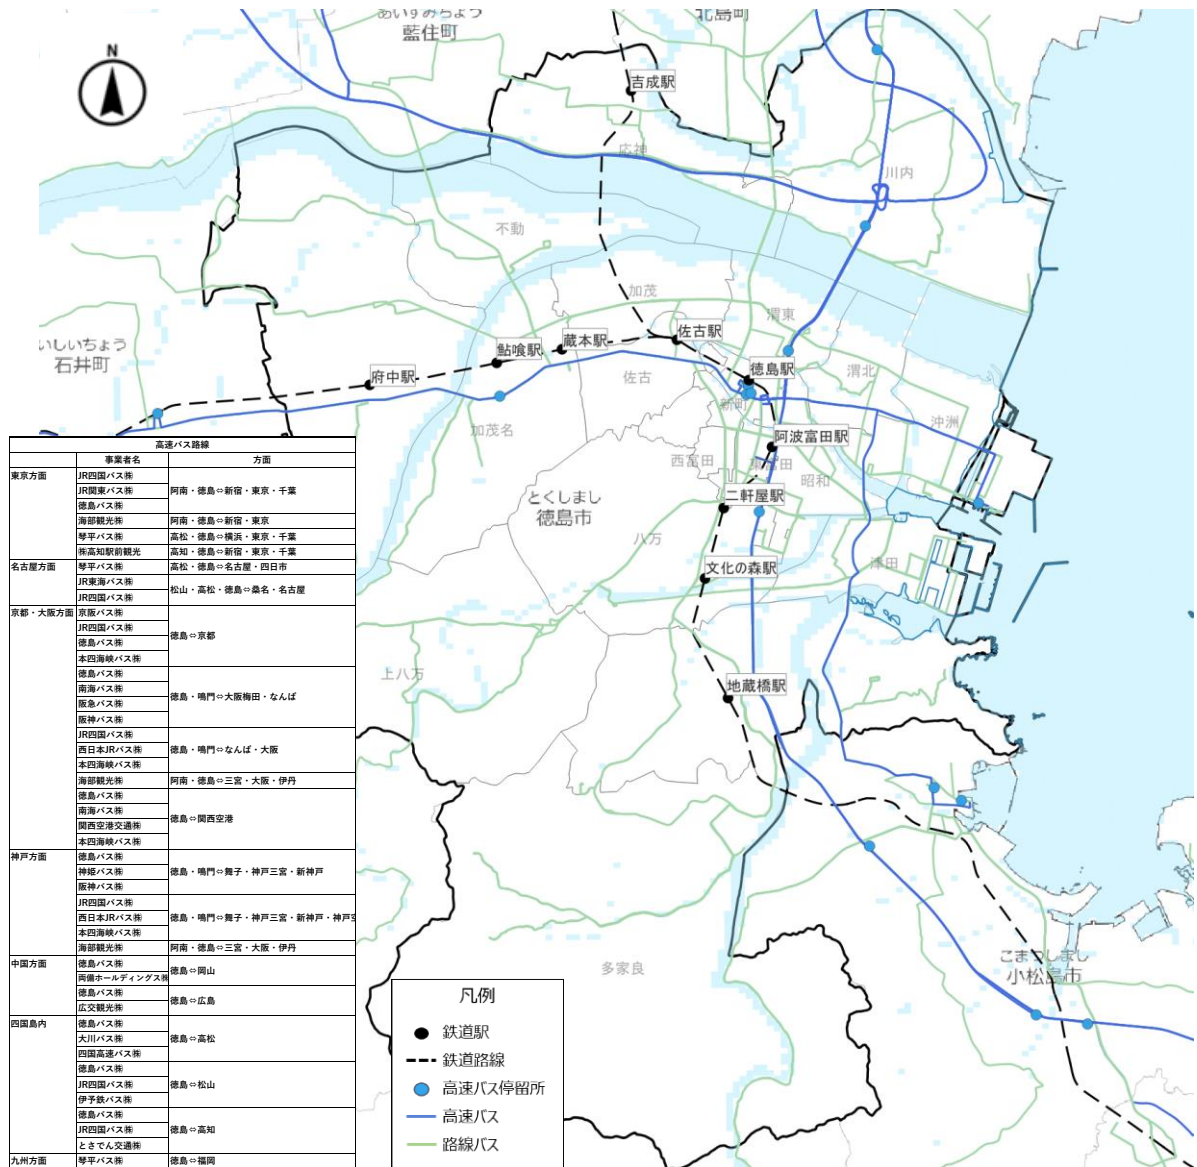 あいずみちょう
藍住町
北島町
N
吉成駅
応神
川内
不動
加茂
渭東
いしいちょう
石井町
佐古駅
蔵本駅
鮎喰駅
府中駅
徳島駅
佐古
渭北
新町
沖洲
加茂名
阿波富田駅
西富田
昭和
二軒屋駅
とくしまし
徳島市
八万
津田
文化の森駅
上八万
地蔵橋駅
こまつしまし
小松島市
多家良
高速バス路線
事業者名 方面
東京方面 JR四国バス㈱
JR関東バス㈱ 阿南・徳島⇔新宿・東京・千葉
徳島バス㈱
海部観光㈱ 阿南・徳島⇔新宿・東京
琴平バス㈱ 高松・徳島⇔横浜・東京・千葉
㈱高知駅前観光 高知・徳島⇔新宿・東京・千葉
名古屋方面 琴平バス㈱ 高松・徳島⇔名古屋・四日市
JR東海バス㈱ 松山・高松・徳島⇔桑名・名古屋
JR四国バス㈱
京都・大阪方面 京阪バス㈱
JR四国バス㈱ 徳島⇔京都
徳島バス㈱
本四海峡バス㈱
徳島バス㈱
南海バス㈱ 徳島・鳴門⇔大阪梅田・なんば
阪急バス㈱
阪神バス㈱
JR四国バス㈱
西日本JRバス㈱ 徳島・鳴門⇔なんば・大阪
本四海峡バス㈱
海部観光㈱ 阿南・徳島⇔三宮・大阪・伊丹
徳島バス㈱
南海バス㈱ 徳島⇔関西空港
関西空港交通㈱
本四海峡バス㈱
神戸方面 徳島バス㈱
神姫バス㈱ 徳島・鳴門⇔舞子・神戸三宮・新神戸
阪神バス㈱
JR四国バス㈱
西日本JRバス㈱ 徳島・鳴門⇔舞子・神戸三宮・新神戸・神戸空
本四海峡バス㈱
海部観光㈱ 阿南・徳島⇔三宮・大阪・伊丹
中国方面 徳島バス㈱ 徳島⇔岡山
両備ホールディングス㈱
徳島バス㈱ 徳島⇔広島
広交観光㈱
四国島内 徳島バス㈱
大川バス㈱ 徳島⇔高松
四国高速バス㈱
徳島バス㈱
JR四国バス㈱ 徳島⇔松山
伊予鉄バス㈱
徳島バス㈱
JR四国バス㈱ 徳島⇔高知
とさでん交通㈱
九州方面 琴平バス㈱ 徳島⇔福岡
凡例
鉄道駅
鉄道路線
高速バス停留所
高速バス
路線バス